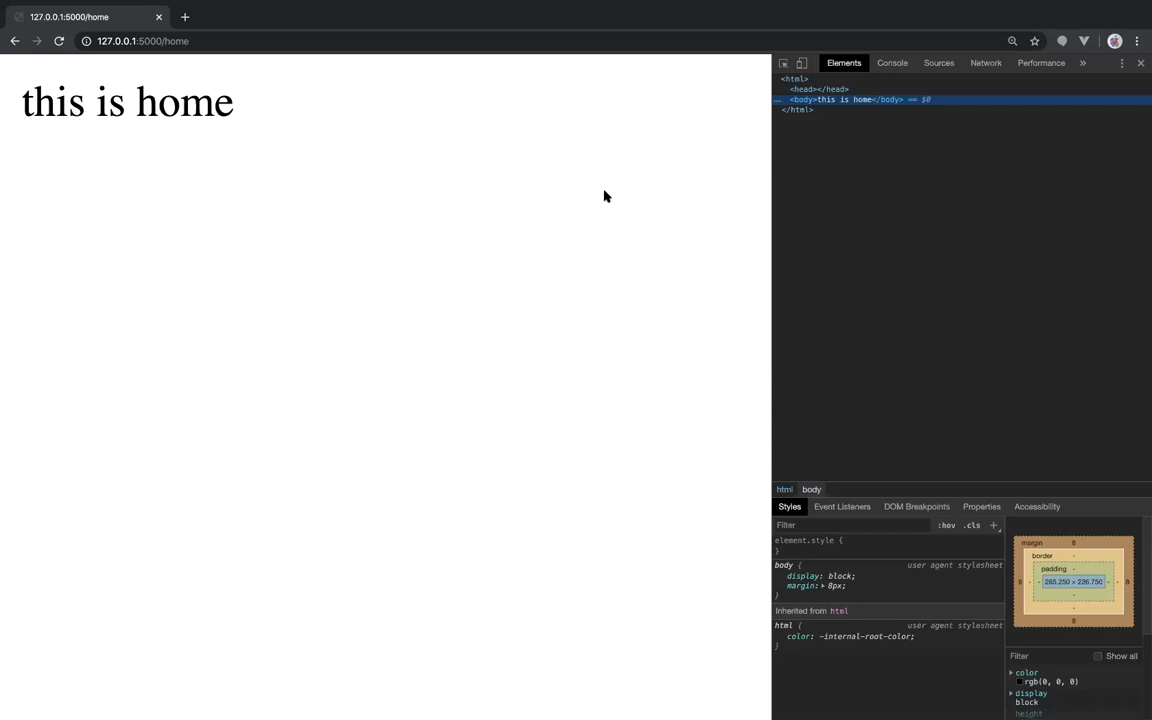 127.0.0.1:5000/home
127.0.0.1:5000/home
this is home
Elements Console Sources Network Performance »
<html>
<head></head>
... <body>this is home</body> == $0
</html>
html body
Styles Event Listeners DOM Breakpoints Properties Accessibility
Filter :hov .cls +
element.style {
}
body { user agent stylesheet
display: block;
margin: 8px;
}
Inherited from html
html { user agent stylesheet
color: -internal-root-color;
}
margin 8
border -
padding -
8 - - 265.250 × 226.750 - - 8
-
-
8
Filter Show all
color
rgb(0, 0, 0)
display
block
height